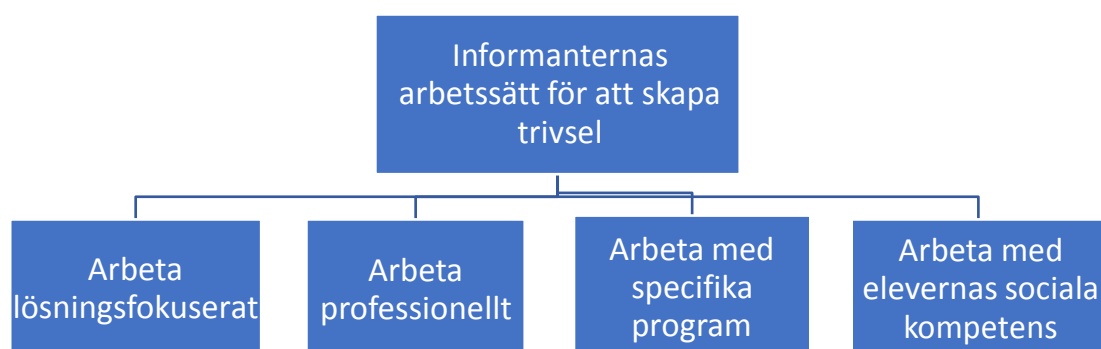 Informanternas
arbetssätt för att skapa
trivsel
Arbeta
lösningsfokuserat
Arbeta
professionellt
Arbeta med
specifika
program
Arbeta med
elevernas sociala
kompetens